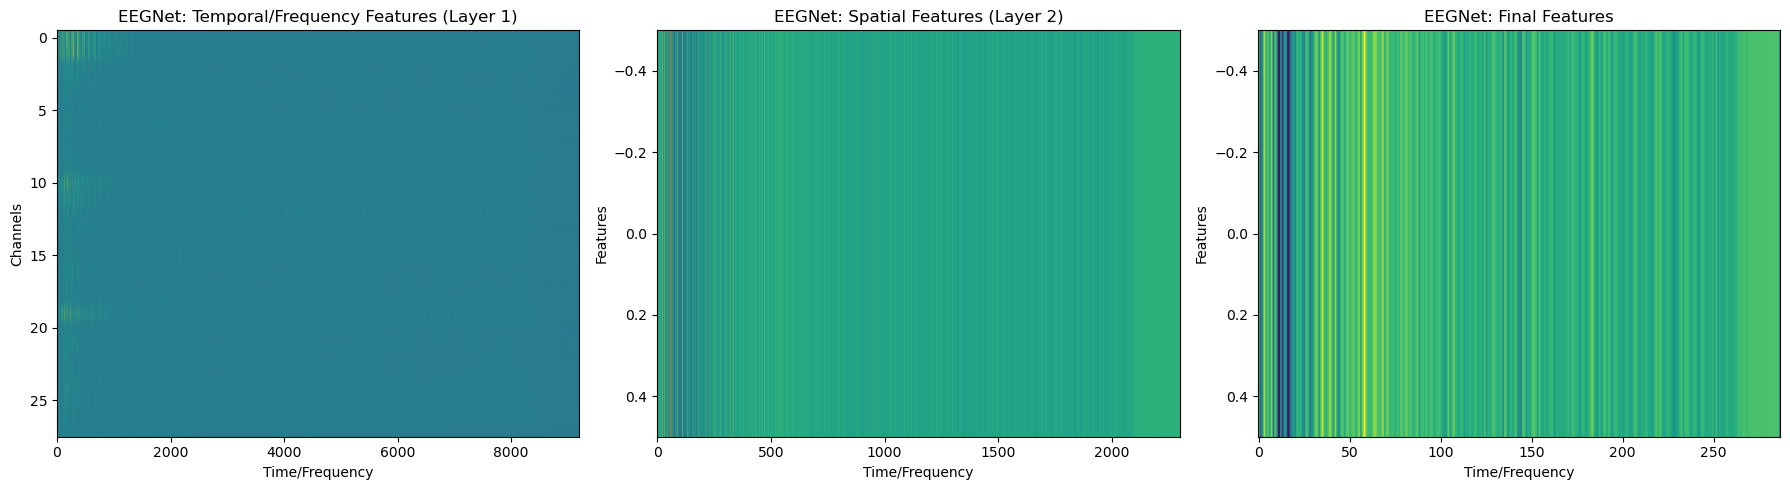 EEGNet: Temporal/Frequency Features (Layer 1)
0
5
10
15
20
25
Channels
0 2000 4000 6000 8000
Time/Frequency
EEGNet: Spatial Features (Layer 2)
−0.4
−0.2
0.0
0.2
0.4
Features
0 500 1000 1500 2000
Time/Frequency
EEGNet: Final Features
−0.4
−0.2
0.0
0.2
0.4
Features
0 50 100 150 200 250
Time/Frequency